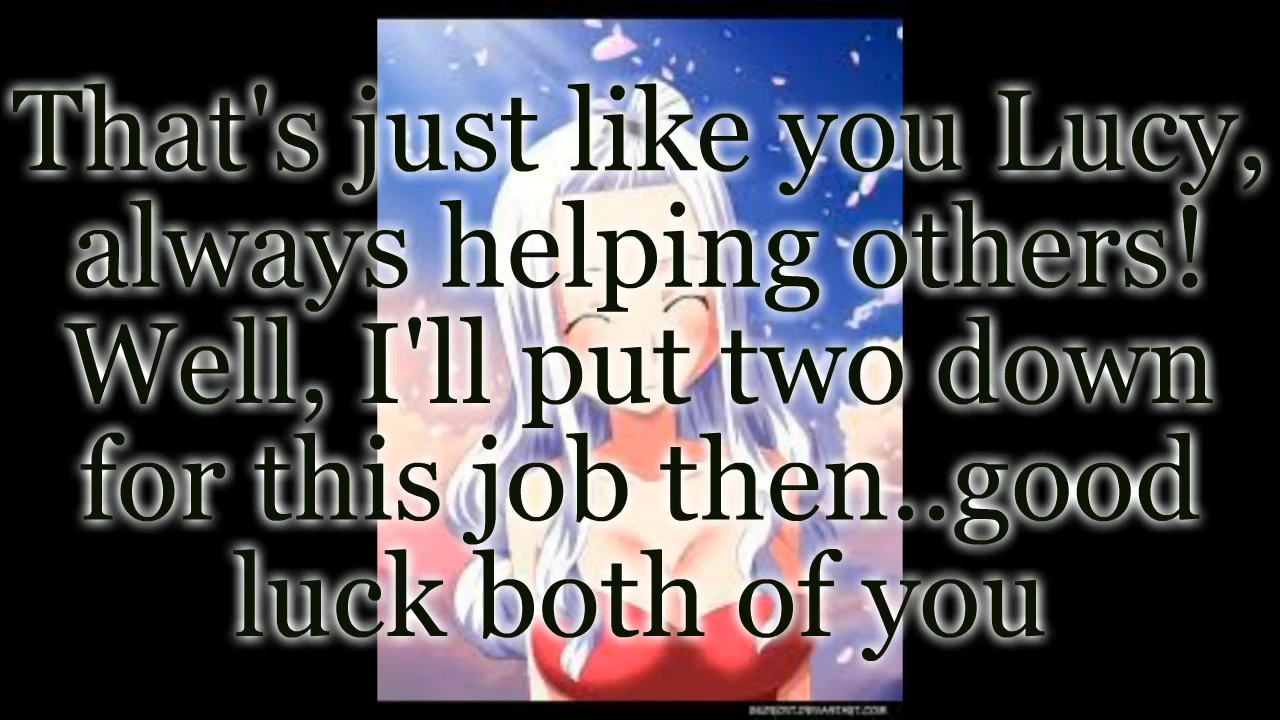 That's just like you Lucy,
always helping others!
Well, I'll put two down
for this job then..good
luck both of you